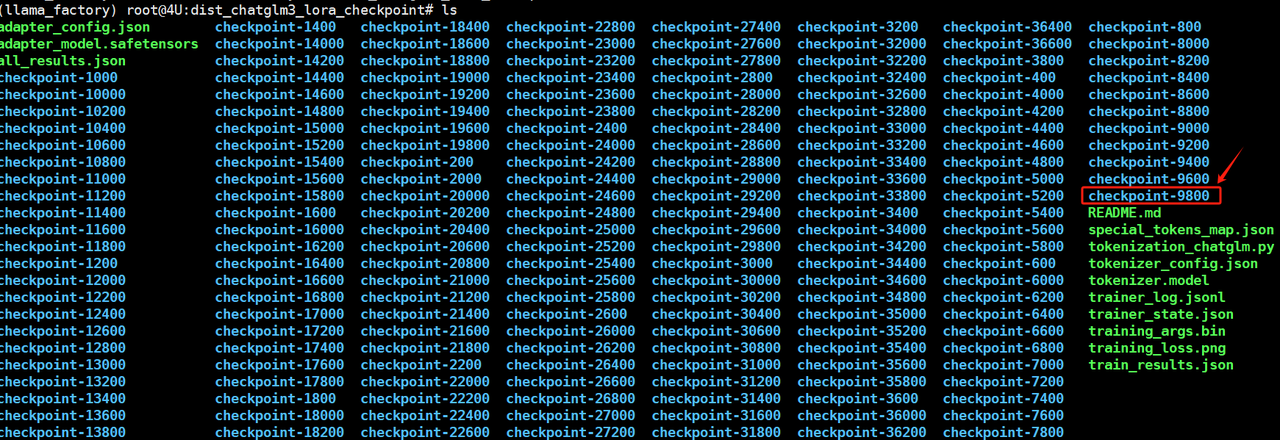 (llama_factory) root@4U:dist_chatglm3_lora_checkpoint# ls
adapter_config.json checkpoint-1400 checkpoint-18400 checkpoint-22800 checkpoint-27400 checkpoint-3200 checkpoint-36400 checkpoint-800
adapter_model.safetensors checkpoint-14000 checkpoint-18600 checkpoint-23000 checkpoint-27600 checkpoint-32000 checkpoint-36600 checkpoint-8000
all_results.json checkpoint-14200 checkpoint-18800 checkpoint-23200 checkpoint-27800 checkpoint-32200 checkpoint-3800 checkpoint-8200
checkpoint-1000 checkpoint-14400 checkpoint-19000 checkpoint-23400 checkpoint-2800 checkpoint-32400 checkpoint-400 checkpoint-8400
checkpoint-10000 checkpoint-14600 checkpoint-19200 checkpoint-23600 checkpoint-28000 checkpoint-32600 checkpoint-4000 checkpoint-8600
checkpoint-10200 checkpoint-14800 checkpoint-19400 checkpoint-23800 checkpoint-28200 checkpoint-32800 checkpoint-4200 checkpoint-8800
checkpoint-10400 checkpoint-15000 checkpoint-19600 checkpoint-2400 checkpoint-28400 checkpoint-33000 checkpoint-4400 checkpoint-9000
checkpoint-10600 checkpoint-15200 checkpoint-19800 checkpoint-24000 checkpoint-28600 checkpoint-33200 checkpoint-4600 checkpoint-9200
checkpoint-10800 checkpoint-15400 checkpoint-200 checkpoint-24200 checkpoint-28800 checkpoint-33400 checkpoint-4800 checkpoint-9400
checkpoint-11000 checkpoint-15600 checkpoint-2000 checkpoint-24400 checkpoint-29000 checkpoint-33600 checkpoint-5000 checkpoint-9600
checkpoint-11200 checkpoint-15800 checkpoint-20000 checkpoint-24600 checkpoint-29200 checkpoint-33800 checkpoint-5200 checkpoint-9800
checkpoint-11400 checkpoint-1600 checkpoint-20200 checkpoint-24800 checkpoint-29400 checkpoint-3400 checkpoint-5400 README.md
checkpoint-11600 checkpoint-16000 checkpoint-20400 checkpoint-25000 checkpoint-29600 checkpoint-34000 checkpoint-5600 special_tokens_map.json
checkpoint-11800 checkpoint-16200 checkpoint-20600 checkpoint-25200 checkpoint-29800 checkpoint-34200 checkpoint-5800 tokenization_chatglm.py
checkpoint-1200 checkpoint-16400 checkpoint-20800 checkpoint-25400 checkpoint-3000 checkpoint-34400 checkpoint-600 tokenizer_config.json
checkpoint-12000 checkpoint-16600 checkpoint-21000 checkpoint-25600 checkpoint-30000 checkpoint-34600 checkpoint-6000 tokenizer.model
checkpoint-12200 checkpoint-16800 checkpoint-21200 checkpoint-25800 checkpoint-30200 checkpoint-34800 checkpoint-6200 trainer_log.jsonl
checkpoint-12400 checkpoint-17000 checkpoint-21400 checkpoint-2600 checkpoint-30400 checkpoint-35000 checkpoint-6400 trainer_state.json
checkpoint-12600 checkpoint-17200 checkpoint-21600 checkpoint-26000 checkpoint-30600 checkpoint-35200 checkpoint-6600 training_args.bin
checkpoint-12800 checkpoint-17400 checkpoint-21800 checkpoint-26200 checkpoint-30800 checkpoint-35400 checkpoint-6800 training_loss.png
checkpoint-13000 checkpoint-17600 checkpoint-2200 checkpoint-26400 checkpoint-31000 checkpoint-35600 checkpoint-7000 train_results.json
checkpoint-13200 checkpoint-17800 checkpoint-22000 checkpoint-26600 checkpoint-31200 checkpoint-35800 checkpoint-7200
checkpoint-13400 checkpoint-1800 checkpoint-22200 checkpoint-26800 checkpoint-31400 checkpoint-3600 checkpoint-7400
checkpoint-13600 checkpoint-18000 checkpoint-22400 checkpoint-27000 checkpoint-31600 checkpoint-36000 checkpoint-7600
checkpoint-13800 checkpoint-18200 checkpoint-22600 checkpoint-27200 checkpoint-31800 checkpoint-36200 checkpoint-7800